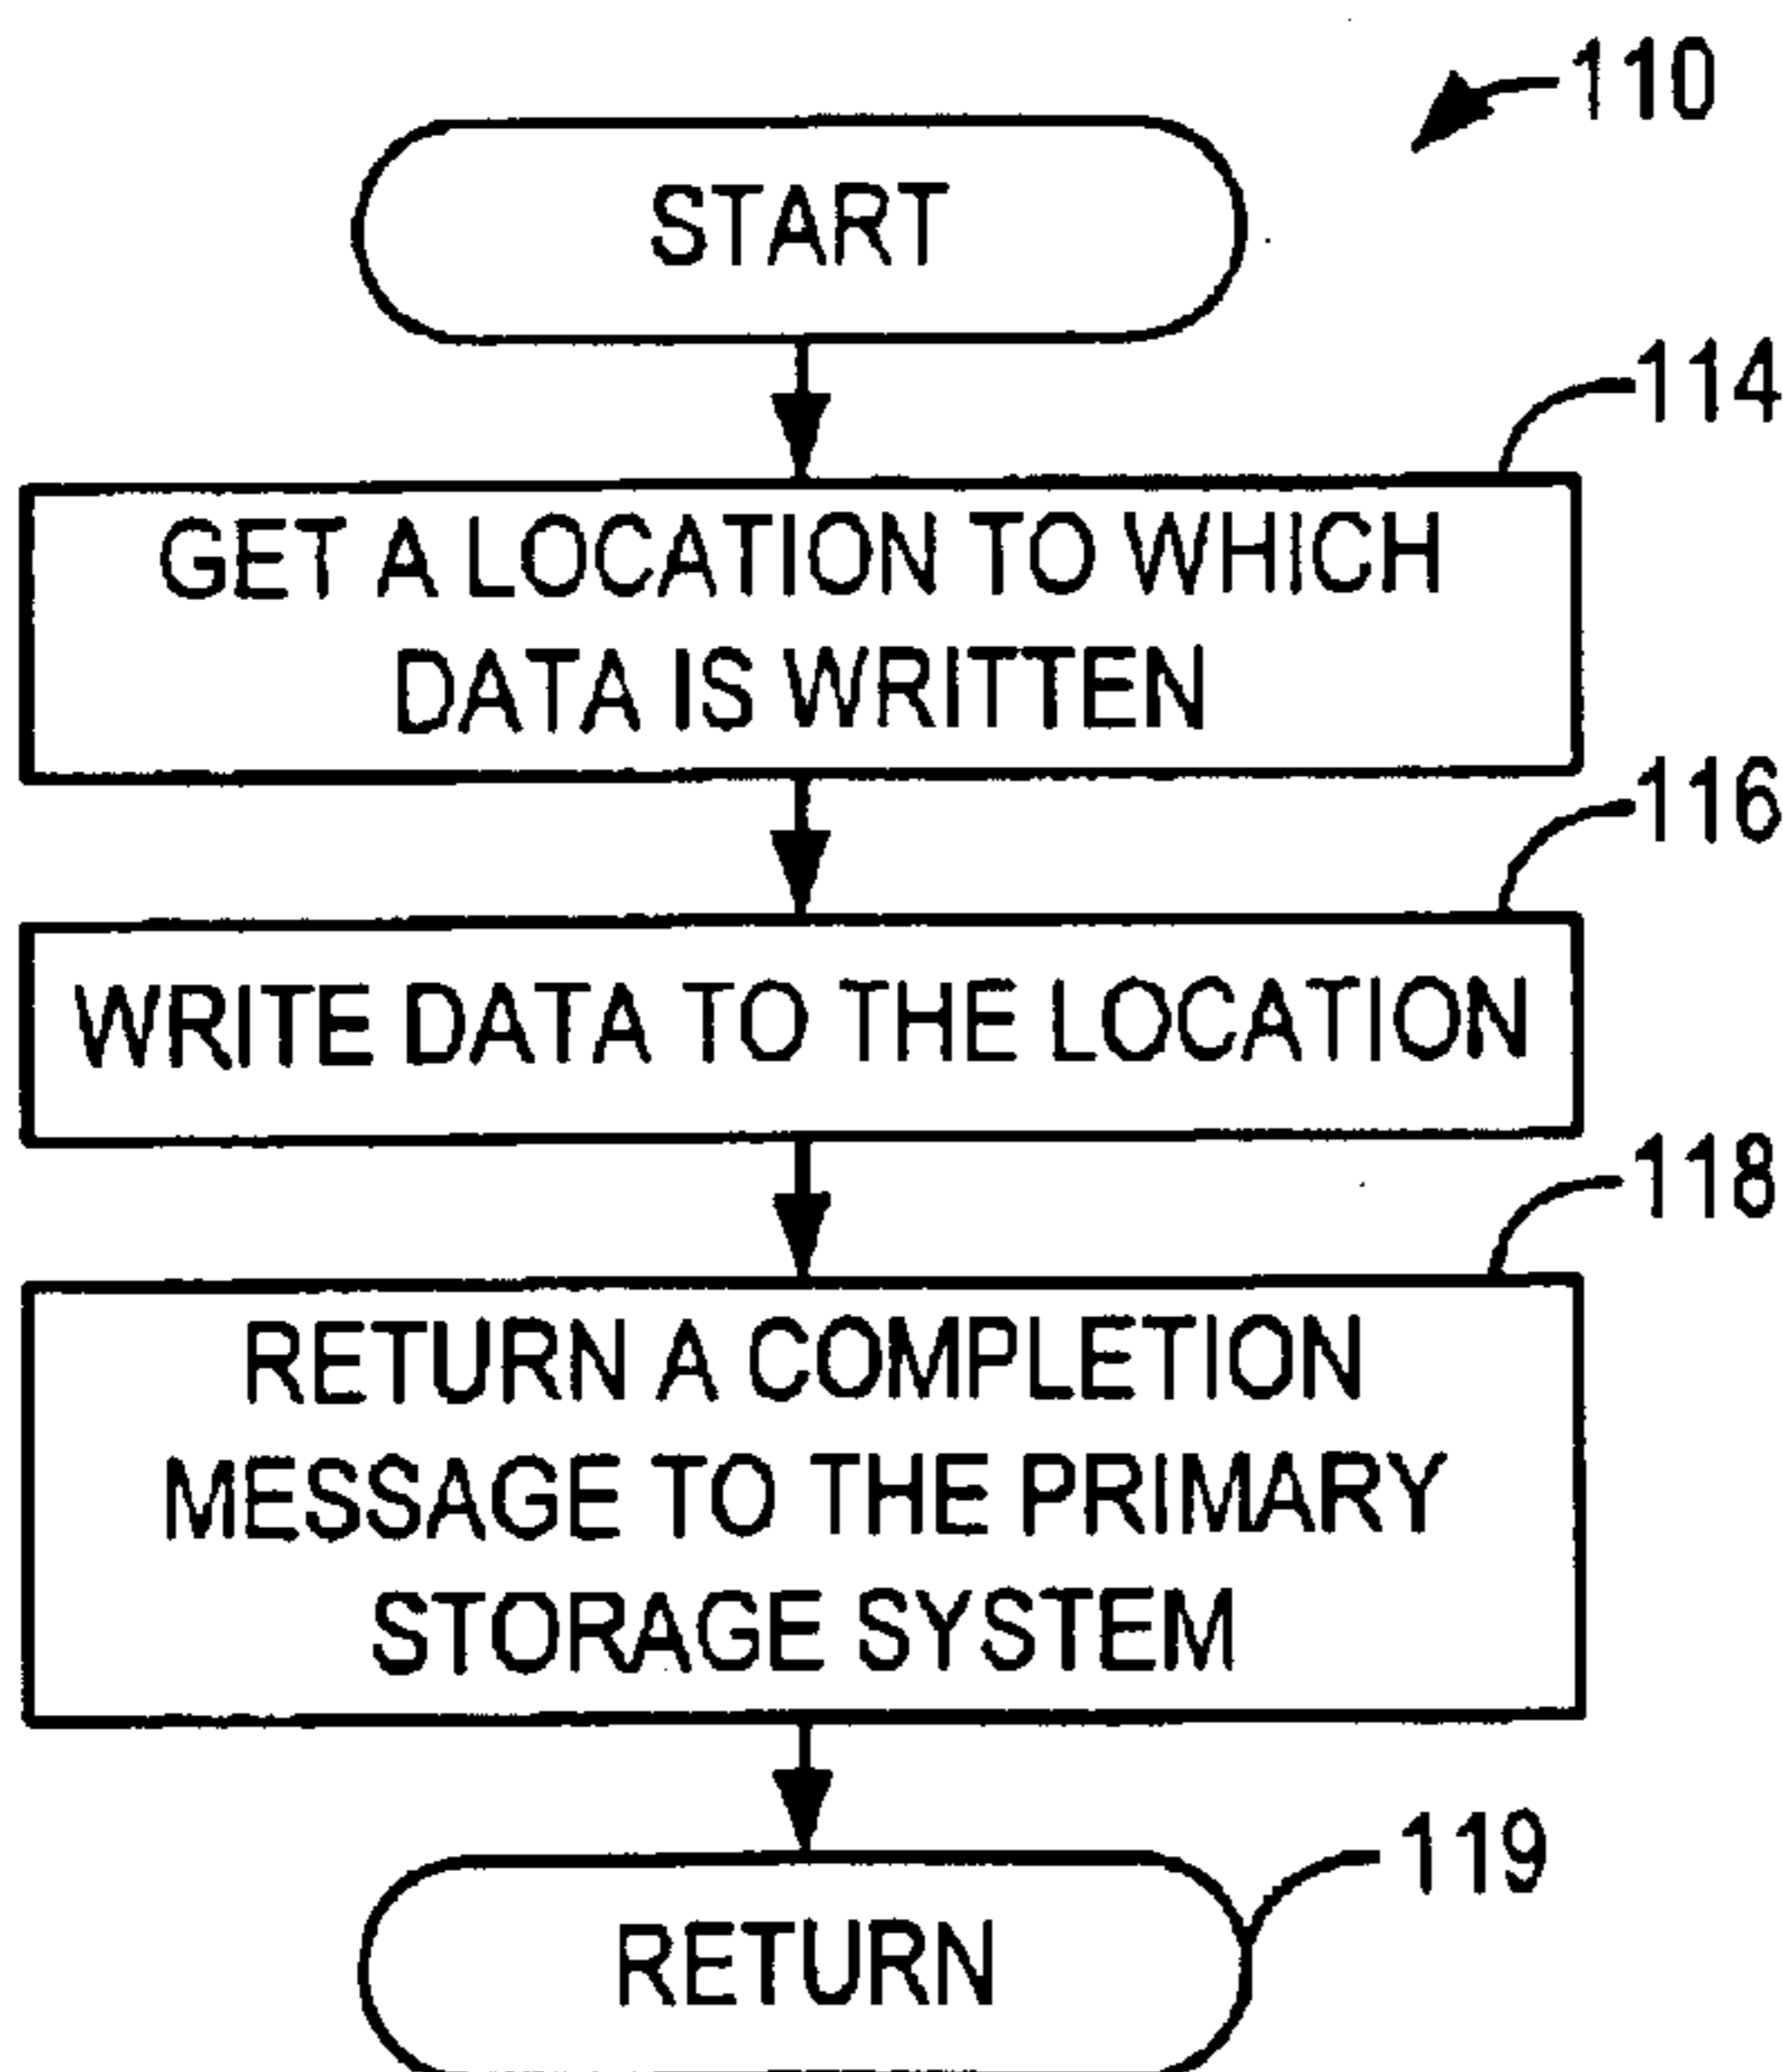 110
START
114
GET A LOCATION TO WHICH
DATA IS WRITTEN
116
WRITE DATA TO THE LOCATION
118
RETURN A COMPLETION
MESSAGE TO THE PRIMARY
STORAGE SYSTEM
119
RETURN